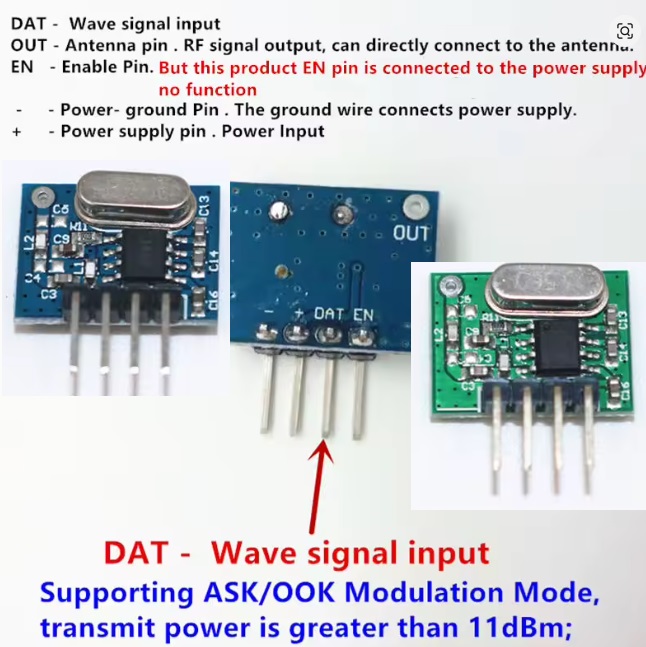 DAT - Wave signal input
OUT - Antenna pin . RF signal output, can directly connect to the antenna.
EN - Enable Pin. But this product EN pin is connected to the power supply
no function
- - Power- ground Pin . The ground wire connects power supply.
+ - Power supply pin . Power Input
C5
C13
R11
L2
C9
C14
C4
L1
C3
C16
OUT
- + DAT EN
C5
C13
R11
L2
C9
C14
C3
C16
DAT - Wave signal input
Supporting ASK/OOK Modulation Mode,
transmit power is greater than 11dBm;